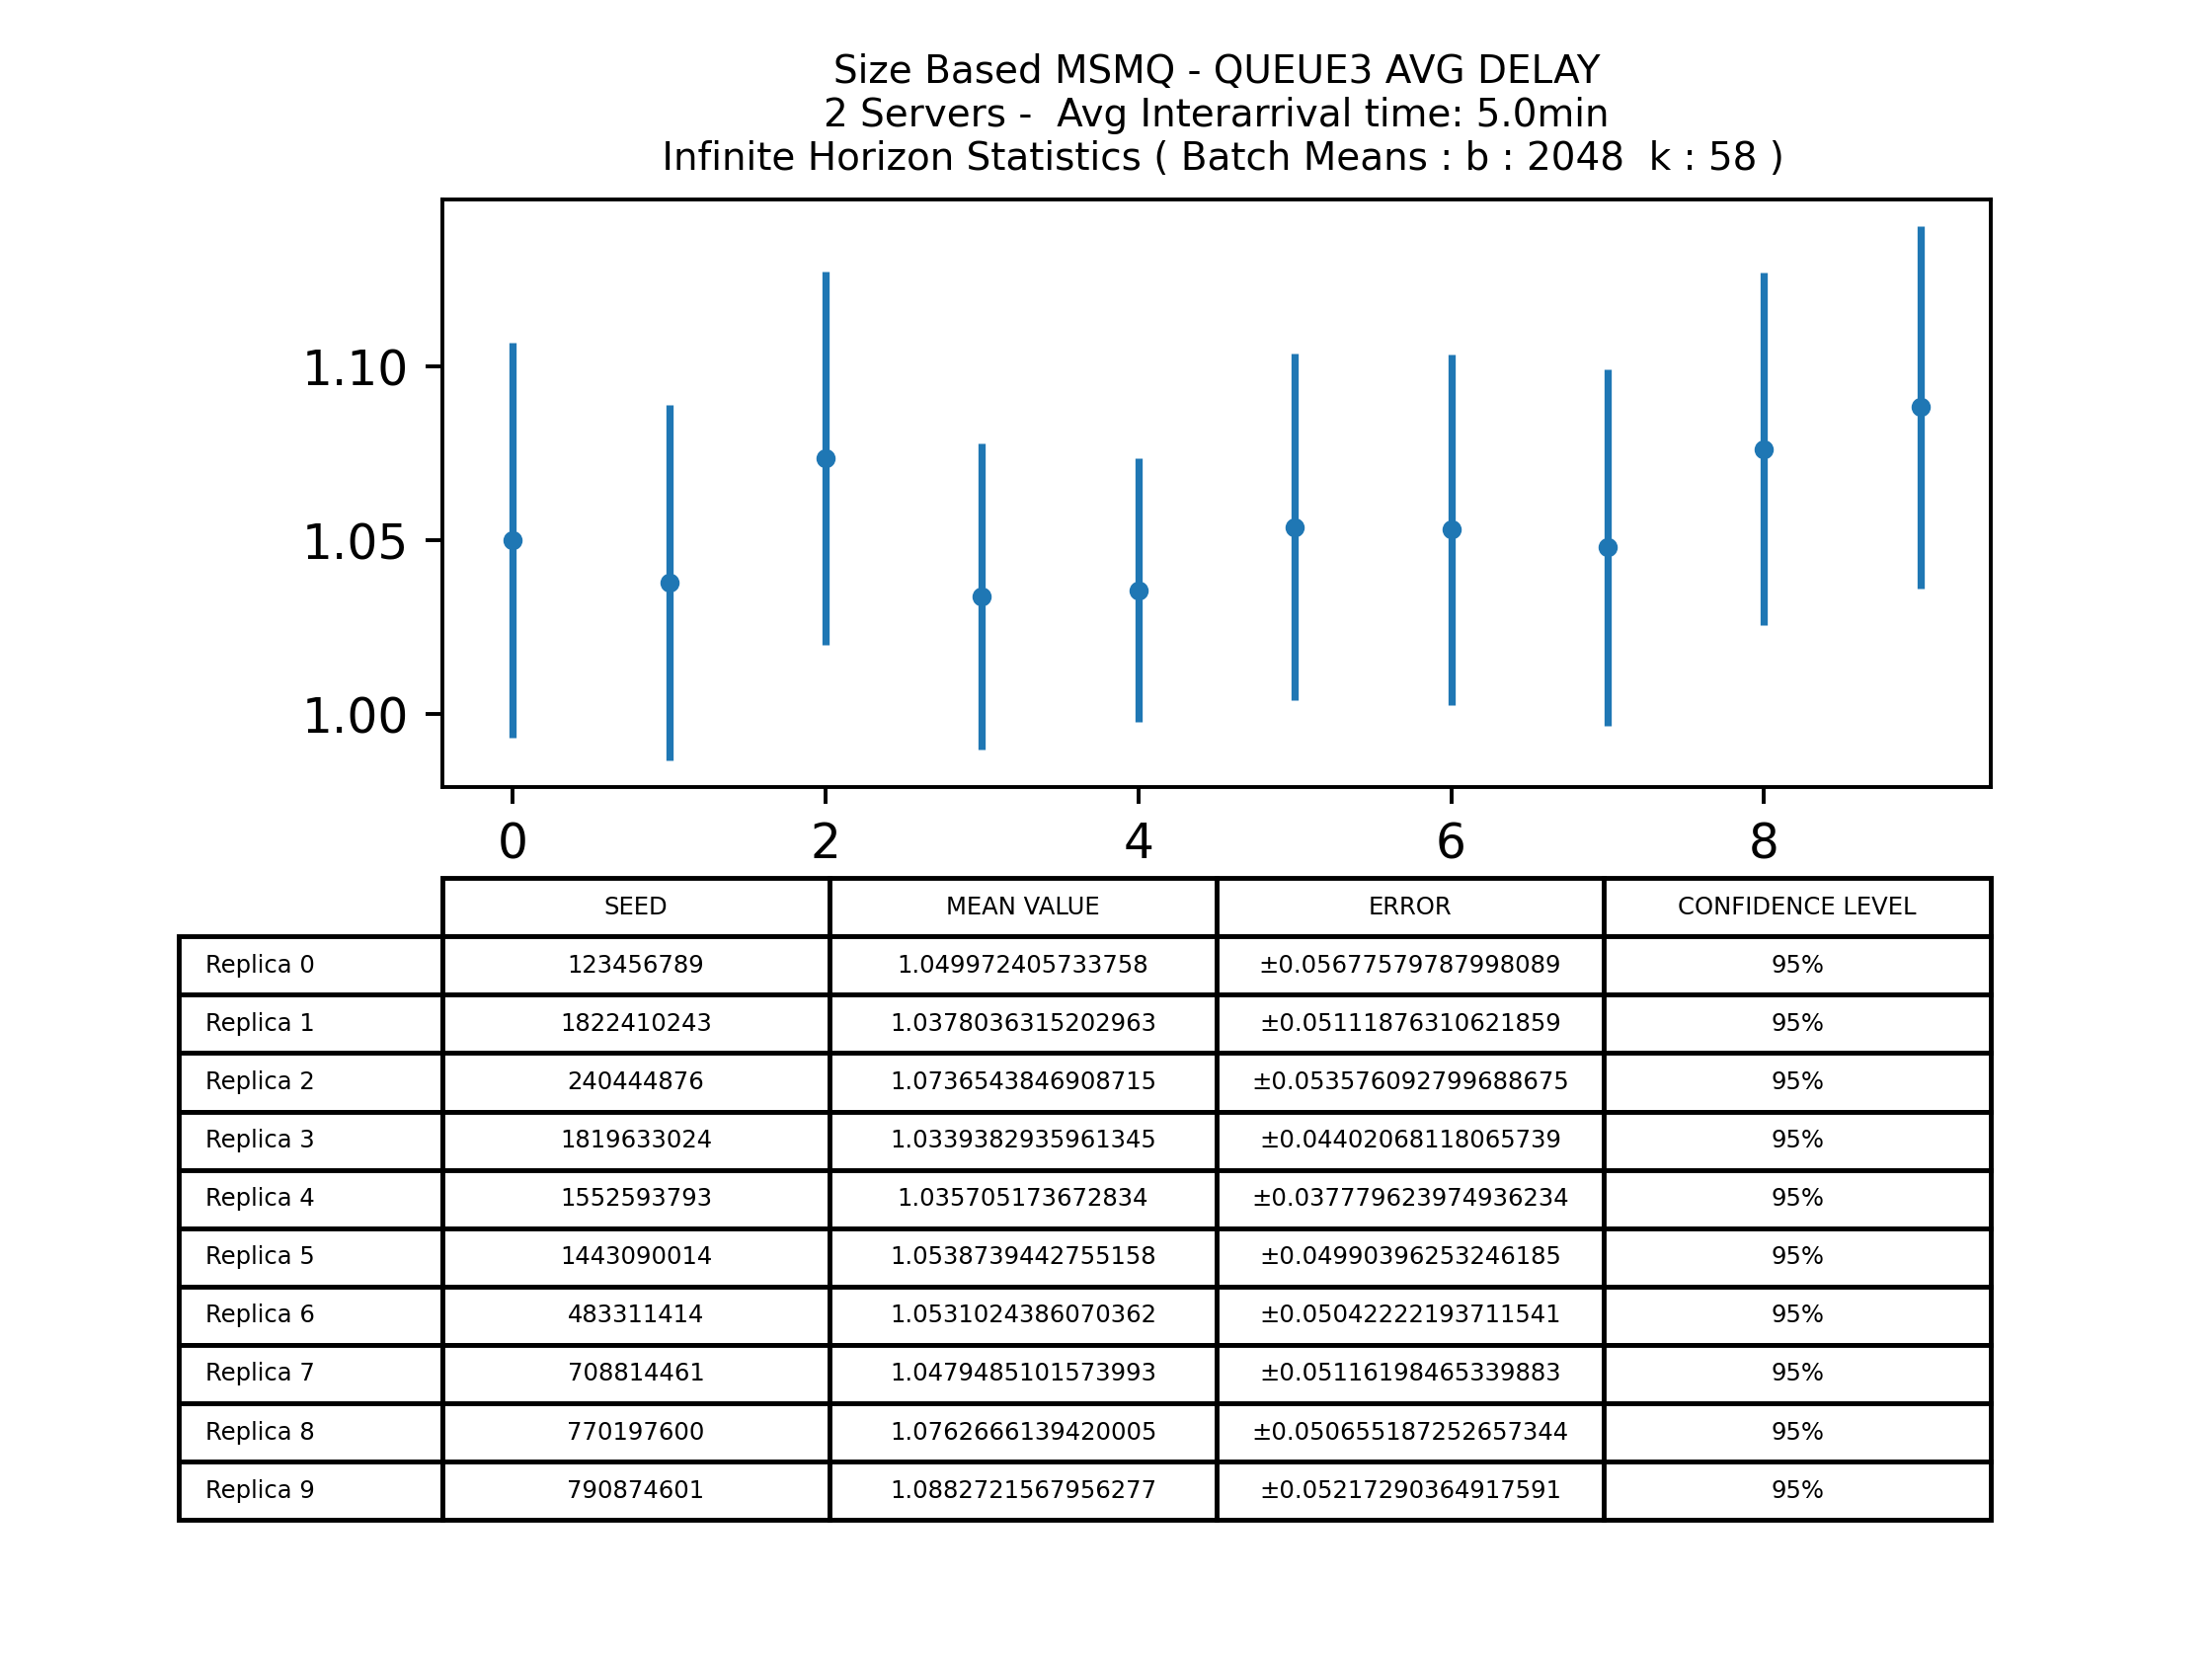 Size Based MSMQ - QUEUE3 AVG DELAY
2 Servers -  Avg Interarrival time: 5.0min
Infinite Horizon Statistics ( Batch Means : b : 2048  k : 58 )
1.10
1.05
1.00
0 2 4 6 8
SEED MEAN VALUE ERROR CONFIDENCE LEVEL
Replica 0 123456789 1.049972405733758 ±0.05677579787998089 95%
Replica 1 1822410243 1.0378036315202963 ±0.05111876310621859 95%
Replica 2 240444876 1.0736543846908715 ±0.053576092799688675 95%
Replica 3 1819633024 1.0339382935961345 ±0.04402068118065739 95%
Replica 4 1552593793 1.035705173672834 ±0.037779623974936234 95%
Replica 5 1443090014 1.0538739442755158 ±0.04990396253246185 95%
Replica 6 483311414 1.0531024386070362 ±0.05042222193711541 95%
Replica 7 708814461 1.0479485101573993 ±0.05116198465339883 95%
Replica 8 770197600 1.0762666139420005 ±0.050655187252657344 95%
Replica 9 790874601 1.0882721567956277 ±0.05217290364917591 95%